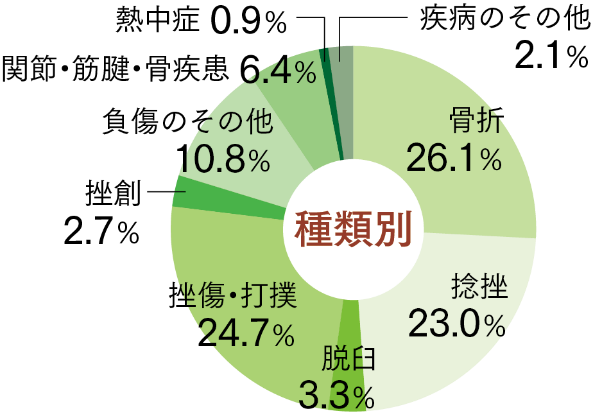 熱中症 0.9%
疾病のその他
2.1%
関節・筋腱・骨疾患 6.4%
負傷のその他
10.8%
骨折
26.1%
挫創
2.7%
種類別
挫傷・打撲
24.7%
捻挫
23.0%
脱臼
3.3%